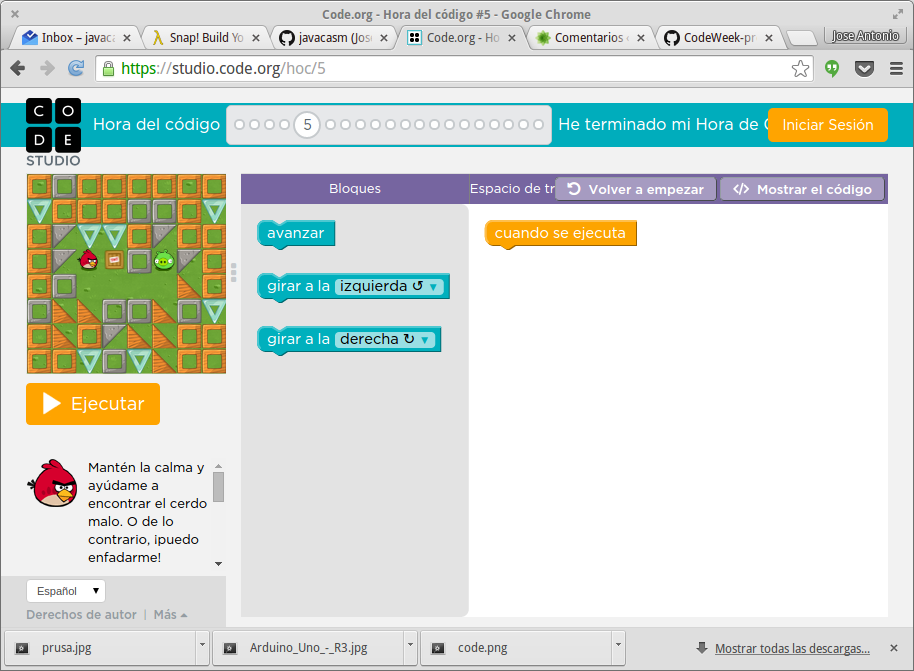 Code.org - Hora del código #5 - Google Chrome
Inbox – javaca
Snap! Build Yo
javacasm (Jos
Code.org - Ho
Comentarios
CodeWeek-pr
Jose Antonio
https://studio.code.org/hoc/5
C O
D E
STUDIO
Hora del código
5
He terminado mi Hora de
Iniciar Sesión
Bloques
Espacio de tr
Volver a empezar
</> Mostrar el código
avanzar
cuando se ejecuta
girar a la izquierda ↺ ▼
girar a la derecha ↻ ▼
Ejecutar
Mantén la calma y
ayúdame a
encontrar el cerdo
malo. O de lo
contrario, ¡puedo
enfadarme!
Español
Derechos de autor | Más
prusa.jpg
Arduino_Uno_-_R3.jpg
code.png
Mostrar todas las descargas...